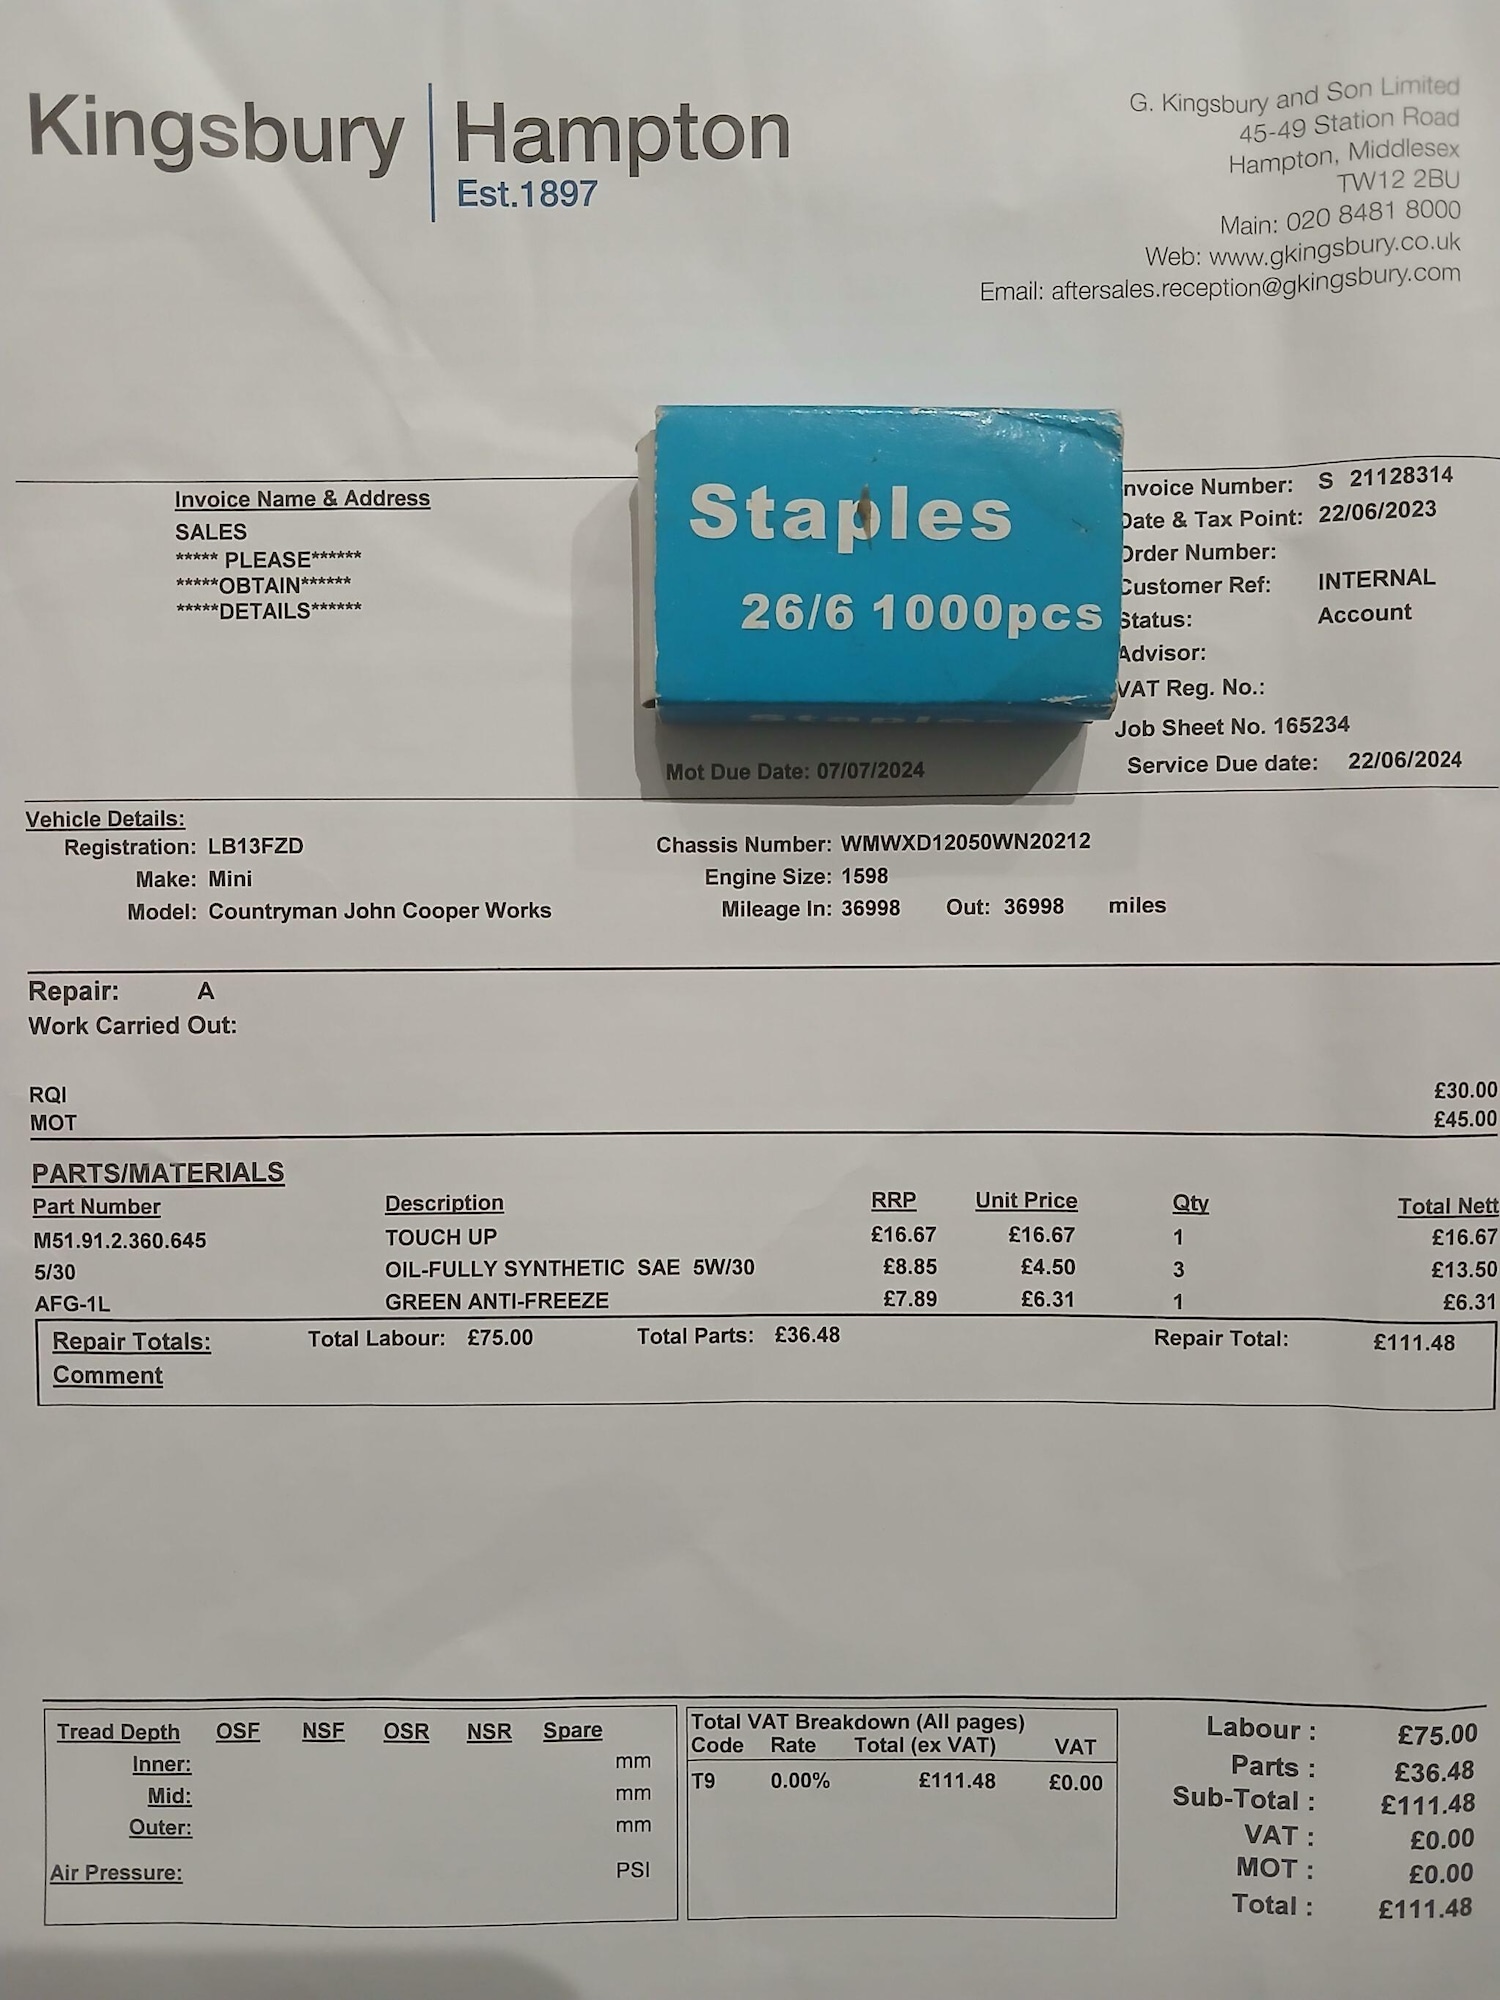 Kingsbury | Hampton
Est.1897
G. Kingsbury and Son Limited
45-49 Station Road
Hampton, Middlesex
TW12 2BU
Main: 020 8481 8000
Web: www.gkingsbury.co.uk
Email: aftersales.reception@gkingsbury.com
Staples
26/6 1000pcs
Staples
Invoice Name & Address
SALES
***** PLEASE******
*****OBTAIN******
*****DETAILS******
nvoice Number: S 21128314
Date & Tax Point: 22/06/2023
Order Number:
Customer Ref: INTERNAL
Status: Account
Advisor:
VAT Reg. No.:
Job Sheet No. 165234
Mot Due Date: 07/07/2024 Service Due date: 22/06/2024
Vehicle Details:
Registration: LB13FZD Chassis Number: WMWXD12050WN20212
Make: Mini Engine Size: 1598
Model: Countryman John Cooper Works Mileage In: 36998 Out: 36998 miles
Repair: A
Work Carried Out:
RQI £30.00
MOT £45.00
PARTS/MATERIALS
Part Number Description RRP Unit Price Qty Total Nett
M51.91.2.360.645 TOUCH UP £16.67 £16.67 1 £16.67
5/30 OIL-FULLY SYNTHETIC SAE 5W/30 £8.85 £4.50 3 £13.50
AFG-1L GREEN ANTI-FREEZE £7.89 £6.31 1 £6.31
Repair Totals: Total Labour: £75.00 Total Parts: £36.48 Repair Total: £111.48
Comment
Tread Depth OSF NSF OSR NSR Spare
Inner: mm
Mid: mm
Outer: mm
Air Pressure: PSI
Total VAT Breakdown (All pages)
Code Rate Total (ex VAT) VAT
T9 0.00% £111.48 £0.00
Labour : £75.00
Parts : £36.48
Sub-Total : £111.48
VAT : £0.00
MOT : £0.00
Total : £111.48